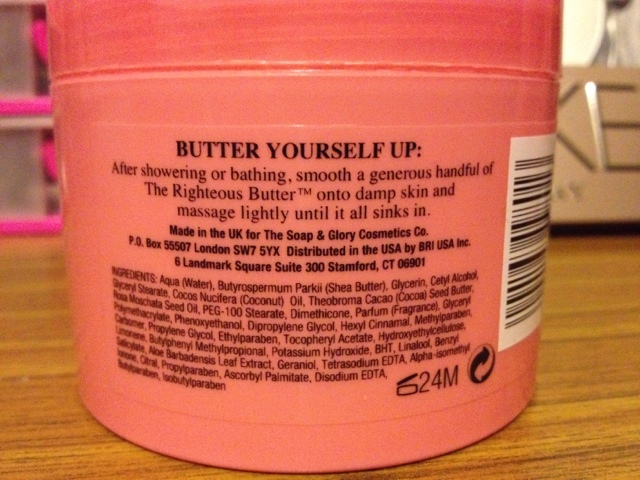 BUTTER YOURSELF UP:
After showering or bathing, smooth a generous handful of
The Righteous Butter™ onto damp skin and
massage lightly until it all sinks in.
Made in the UK for The Soap & Glory Cosmetics Co.
P.O. Box 55507 London SW7 5YX Distributed in the USA by BRI USA Inc.
6 Landmark Square Suite 300 Stamford, CT 06901
INGREDIENTS: Aqua (Water), Butyrospermum Parkii (Shea Butter), Glycerin, Cetyl Alcohol,
Glyceryl Stearate, Cocos Nucifera (Coconut) Oil, Theobroma Cacao (Cocoa) Seed Butter,
Rosa Moschata Seed Oil, PEG-100 Stearate, Dimethicone, Parfum (Fragrance), Glyceryl
Polymethacrylate, Phenoxyethanol, Dipropylene Glycol, Hexyl Cinnamal, Methylparaben,
Carbomer, Propylene Glycol, Ethylparaben, Tocopheryl Acetate, Hydroxyethylcellulose,
Limonene, Butylphenyl Methylpropional, Potassium Hydroxide, BHT, Linalool, Benzyl
Salicylate, Aloe Barbadensis Leaf Extract, Geraniol, Tetrasodium EDTA, Alpha-isomethyl
Ionone, Citral, Propylparaben, Ascorbyl Palmitate, Disodium EDTA,
Butylparaben, Isobutylparaben
24M
KE